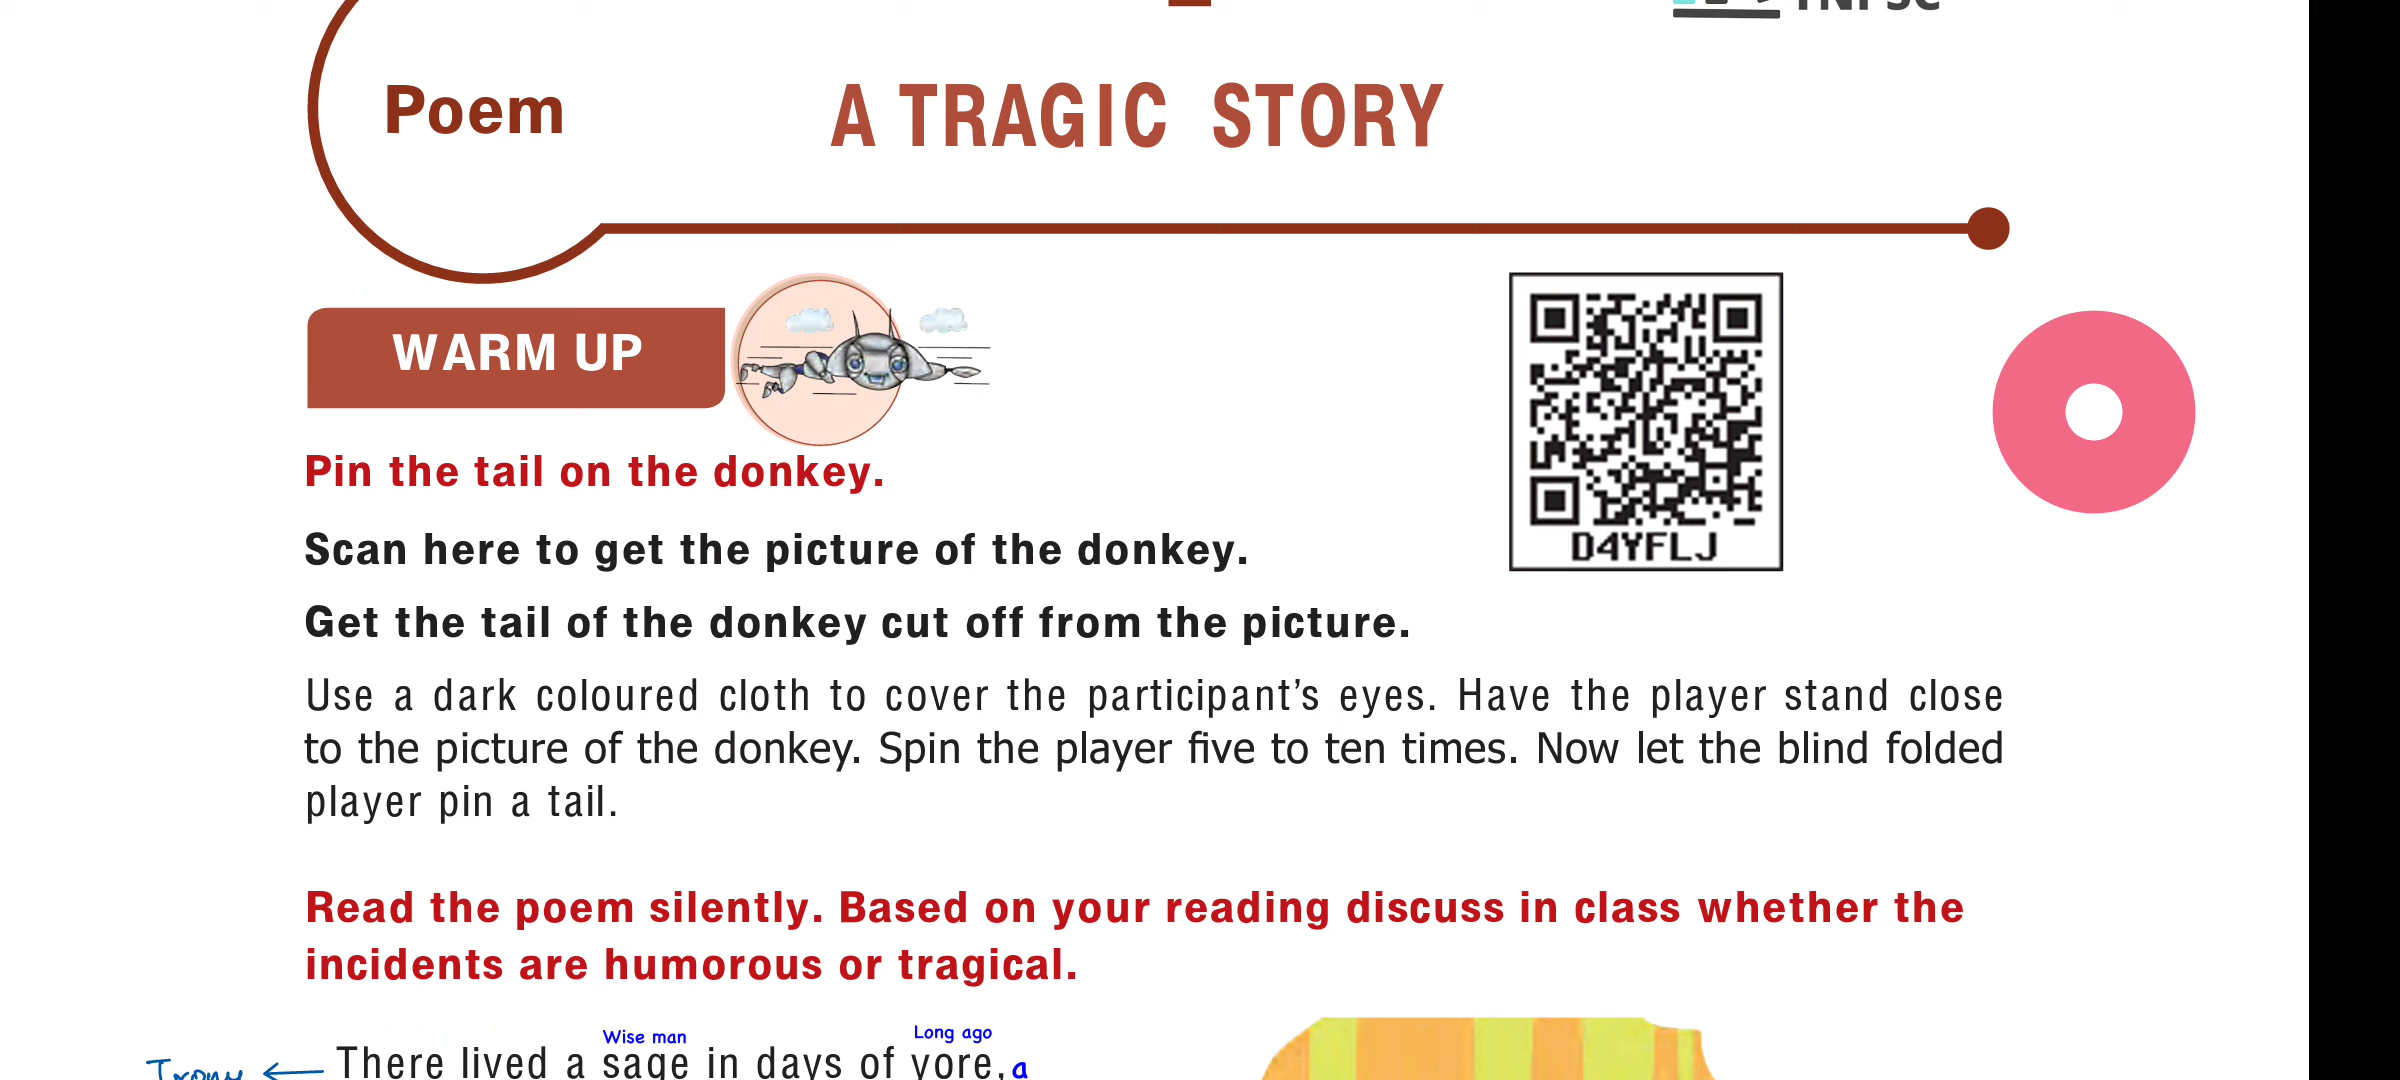 TNPSC
Poem
A TRAGIC STORY
WARM UP
Pin the tail on the donkey.
D4YFLJ
Scan here to get the picture of the donkey.
Get the tail of the donkey cut off from the picture.
Use a dark coloured cloth to cover the participant's eyes. Have the player stand close
to the picture of the donkey. Spin the player five to ten times. Now let the blind folded
player pin a tail.
Read the poem silently. Based on your reading discuss in class whether the
incidents are humorous or tragical.
Wise man Long ago
Irony ← There lived a sage in days of yore, a